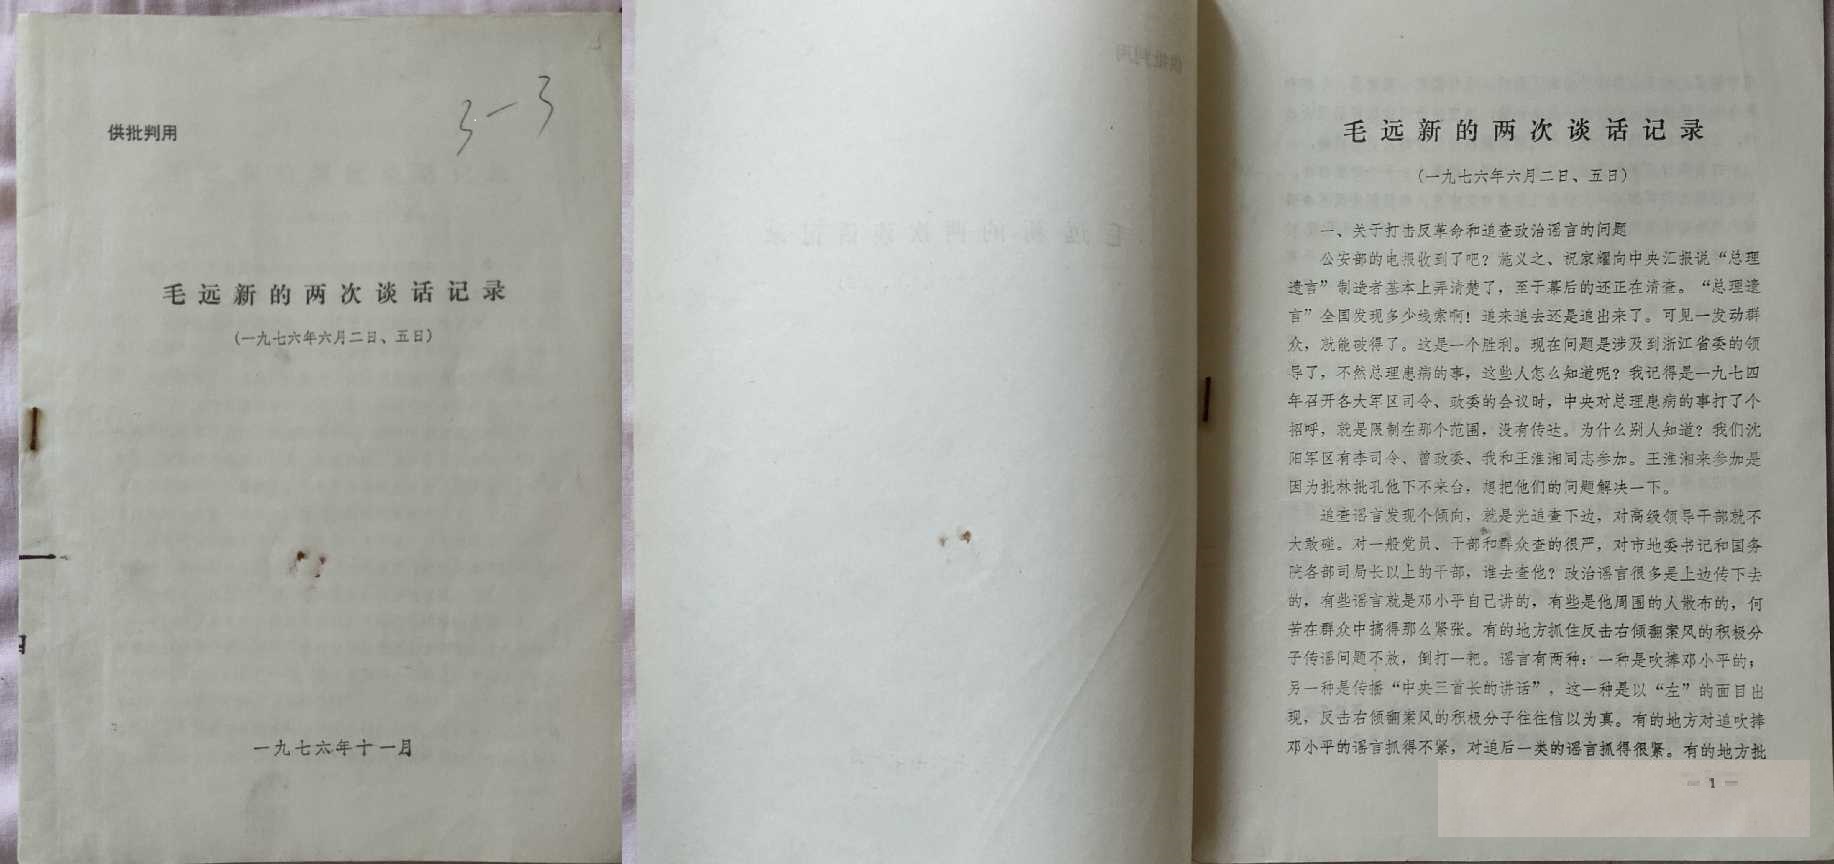 3—3
供批判用
毛远新的两次谈话记录
(一九七六年六月二日、五日)
一九七六年十一月
毛远新的两次谈话记录
(一九七六年六月二日、五日)
一、关于打击反革命和追查政治谣言的问题
公安部的电报收到了吧？施义之、祝家耀向中央汇报说“总理
遗言”制造者基本上弄清楚了，至于幕后的还正在清查。“总理遗
言”全国发现多少线索啊！追来追去还是追出来了。可见一发动群
众，就能破得了。这是一个胜利。现在问题是涉及到浙江省委的领
导了，不然总理患病的事，这些人怎么知道呢？我记得是一九七四
年召开各大军区司令、政委的会议时，中央对总理患病的事打了个
招呼，就是限制在那个范围，没有传达。为什么别人知道？我们沈
阳军区有李司令、曾政委、我和王淮湘同志参加。王淮湘来参加是
因为批林批孔他下不来台，想把他们的问题解决一下。
追查谣言发现个倾向，就是光追查下边，对高级领导干部就不
大敢碰。对一般党员、干部和群众查的很严，对市地委书记和国务
院各部司局长以上的干部，谁去查他？政治谣言很多是上边传下去
的，有些谣言就是邓小平自己讲的，有些是他周围的人散布的，何
苦在群众中搞得那么紧张。有的地方抓住反击右倾翻案风的积极分
子传谣问题不放，倒打一耙。谣言有两种：一种是吹捧邓小平的；
另一种是传播“中央三首长的讲话”，这一种是以“左”的面目出
现，反击右倾翻案风的积极分子往往信以为真。有的地方对追吹捧
邓小平的谣言抓得不紧，对追后一类的谣言抓得很紧。有的地方批
— 1 —